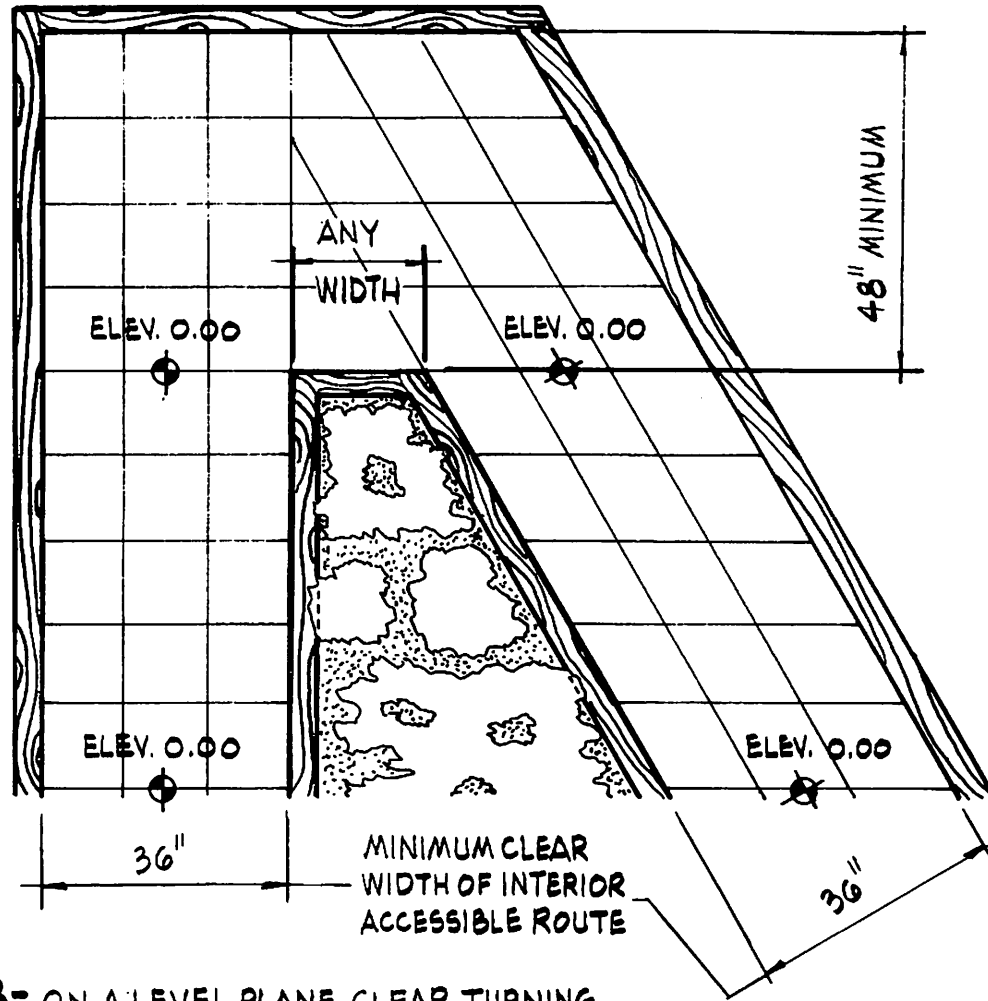 48" MINIMUM
ANY
WIDTH
ELEV. 0.00
ELEV. 0.00
ELEV. 0.00
ELEV. 0.00
36"
MINIMUM CLEAR
WIDTH OF INTERIOR
ACCESSIBLE ROUTE
36"
ON A LEVEL PLANE CLEAR TURNING